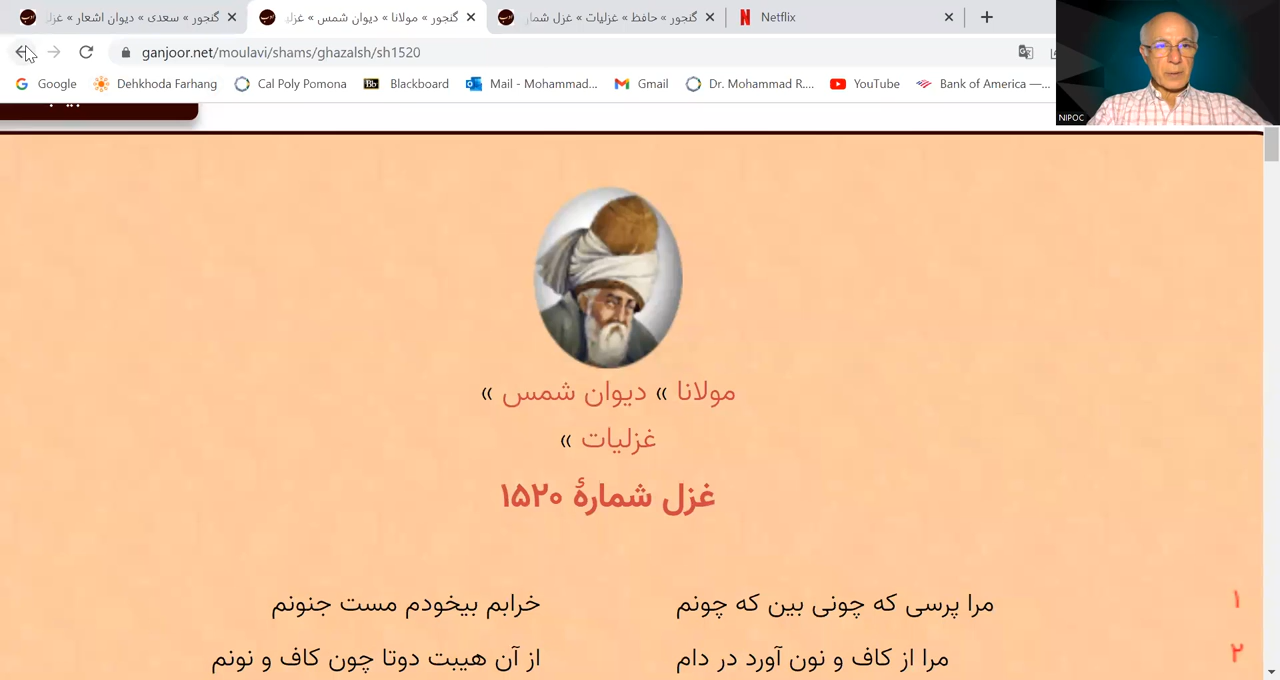 گنجور » سعدی » دیوان اشعار » غزل
گنجور » مولانا » دیوان شمس » غزلی
گنجور » حافظ » غزلیات » غزل شما
Netflix
ganjoor.net/moulavi/shams/ghazalsh/sh1520
Google
Dehkhoda Farhang
Cal Poly Pomona
Bb
Blackboard
Mail - Mohammad...
Gmail
Dr. Mohammad R....
YouTube
Bank of America —...
NIPOC
مولانا » دیوان شمس »
غزلیات »
غزل شمارهٔ ۱۵۲۰
۱ مرا پرسی که چونی بین که چونم خرابم بیخودم مست جنونم
۲ مرا از کاف و نون آورد در دام از آن هیبت دوتا چون کاف و نونم